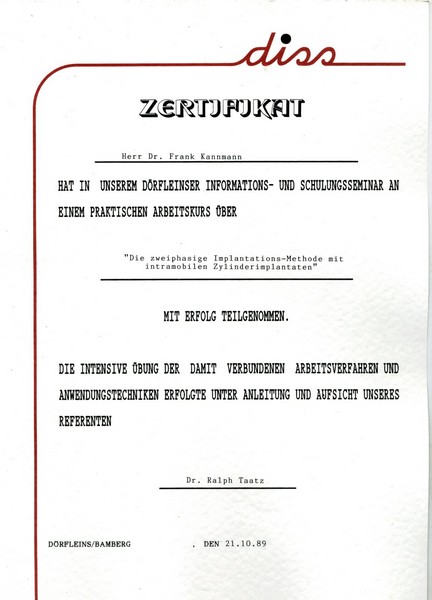 diss
ZERTIFIKAT
Herr Dr. Frank Kannmann
HAT IN UNSEREM DÖRFLEINSER INFORMATIONS- UND SCHULUNGSSEMINAR AN
EINEM PRAKTISCHEN ARBEITSKURS ÜBER
"Die zweiphasige Implantations-Methode mit
intramobilen Zylinderimplantaten"
MIT ERFOLG TEILGENOMMEN.
DIE INTENSIVE ÜBUNG DER DAMIT VERBUNDENEN ARBEITSVERFAHREN UND
ANWENDUNGSTECHNIKEN ERFOLGTE UNTER ANLEITUNG UND AUFSICHT UNSERES
REFERENTEN
Dr. Ralph Taatz
DÖRFLEINS/BAMBERG , DEN 21.10.89